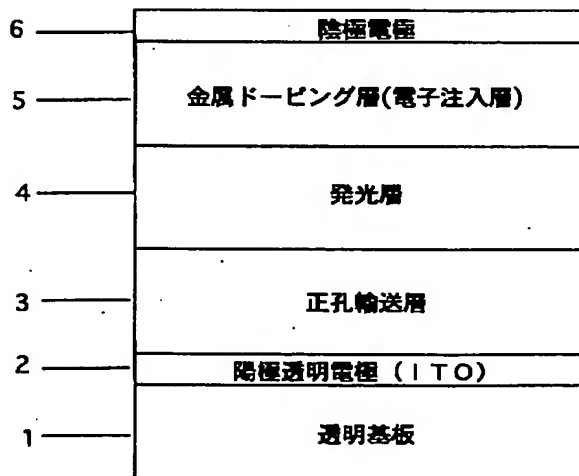 6 陰極電極
5 金属ドーピング層(電子注入層)
4 発光層
3 正孔輸送層
2 陽極透明電極(ITO)
1 透明基板